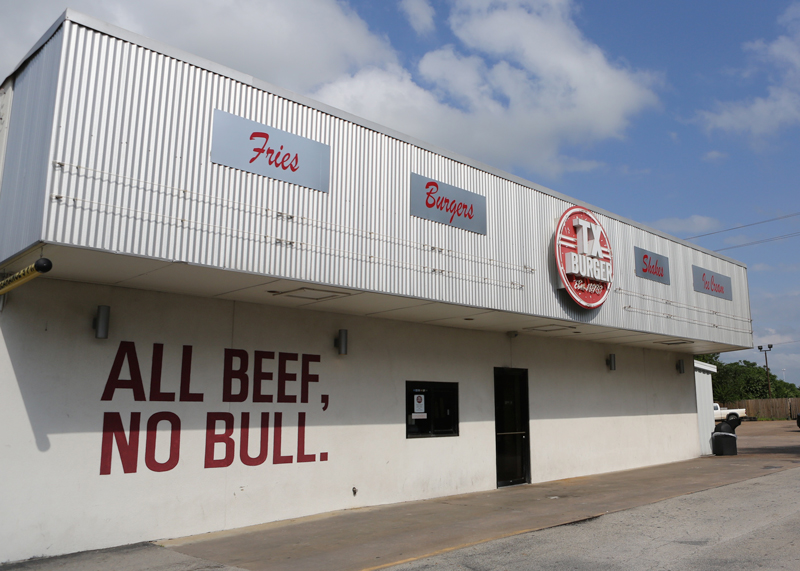 Fries
Burgers
TX
BURGER
Shakes
Ice Cream
ALL BEEF,
NO BULL.